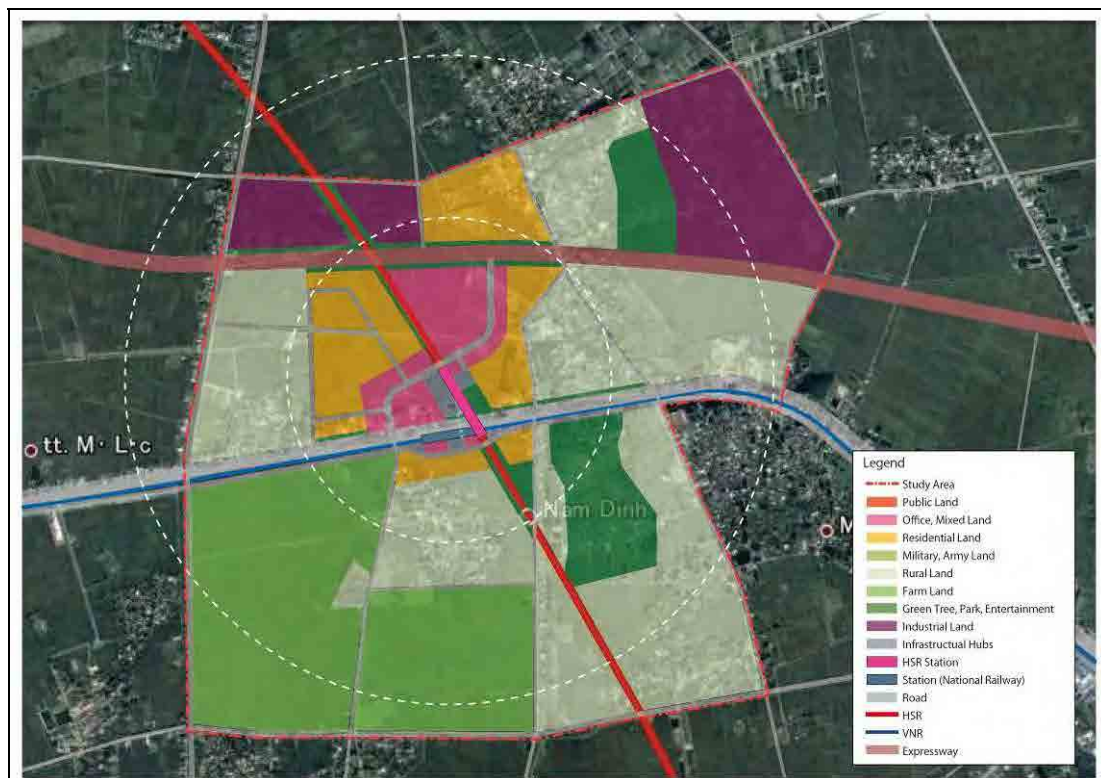 tt. M· L·c
Nam Dinh
M
Legend
Study Area
Public Land
Office, Mixed Land
Residential Land
Military, Army Land
Rural Land
Farm Land
Green Tree, Park, Entertainment
Industrial Land
Infrastructual Hubs
HSR Station
Station (National Railway)
Road
HSR
VNR
Expressway